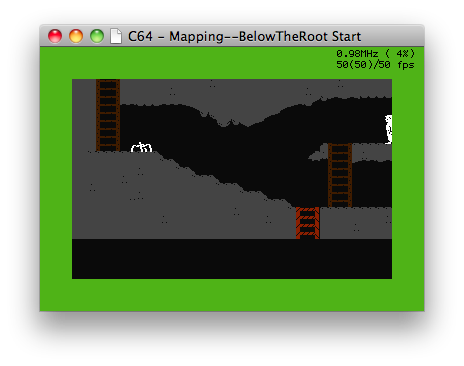 C64 – Mapping--BelowTheRoot Start
0.98MHz ( 4%)
50(50)/50 fps